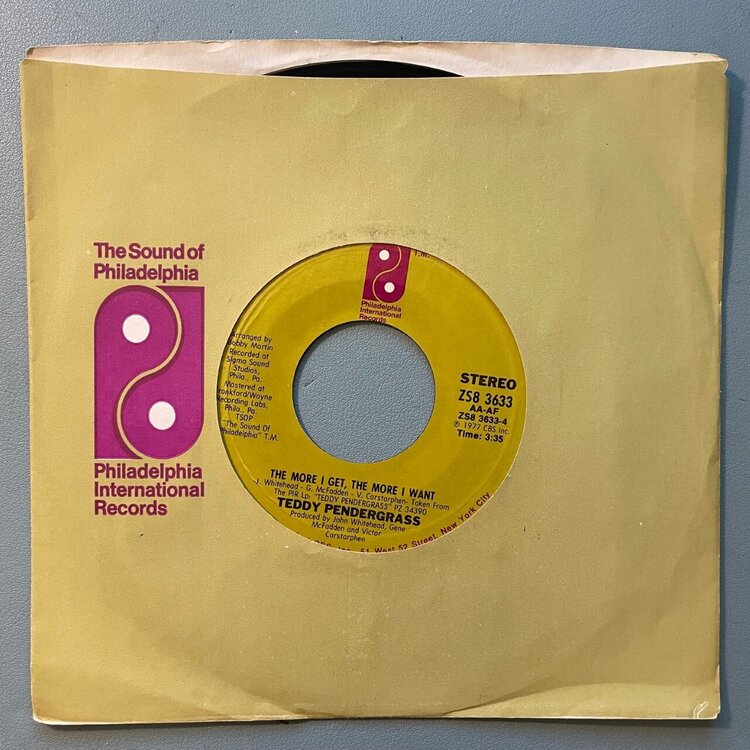 The Sound of
Philadelphia
Philadelphia
International
Records
T.M.
Philadelphia
International
Records
Arranged by
Bobby Martin
Recorded at
Sigma Sound
Studios,
Phila., Pa.
Mastered at
Frankford/Wayne
Recording Labs,
Phila., Pa.
TSOP
"The Sound Of
Philadelphia" T.M.
STEREO
ZS8 3633
AA-AF
ZS8 3633-4
℗ 1977 CBS Inc.
Time: 3:35
THE MORE I GET, THE MORE I WANT
J. Whitehead - G. McFadden - V. Carstarphen: Taken From
The PIR Lp: "TEDDY PENDERGRASS" PZ 34390
TEDDY PENDERGRASS
Produced by John Whitehead, Gene
McFadden and Victor
Carstarphen
Inc., 51 West 52 Street, New York City